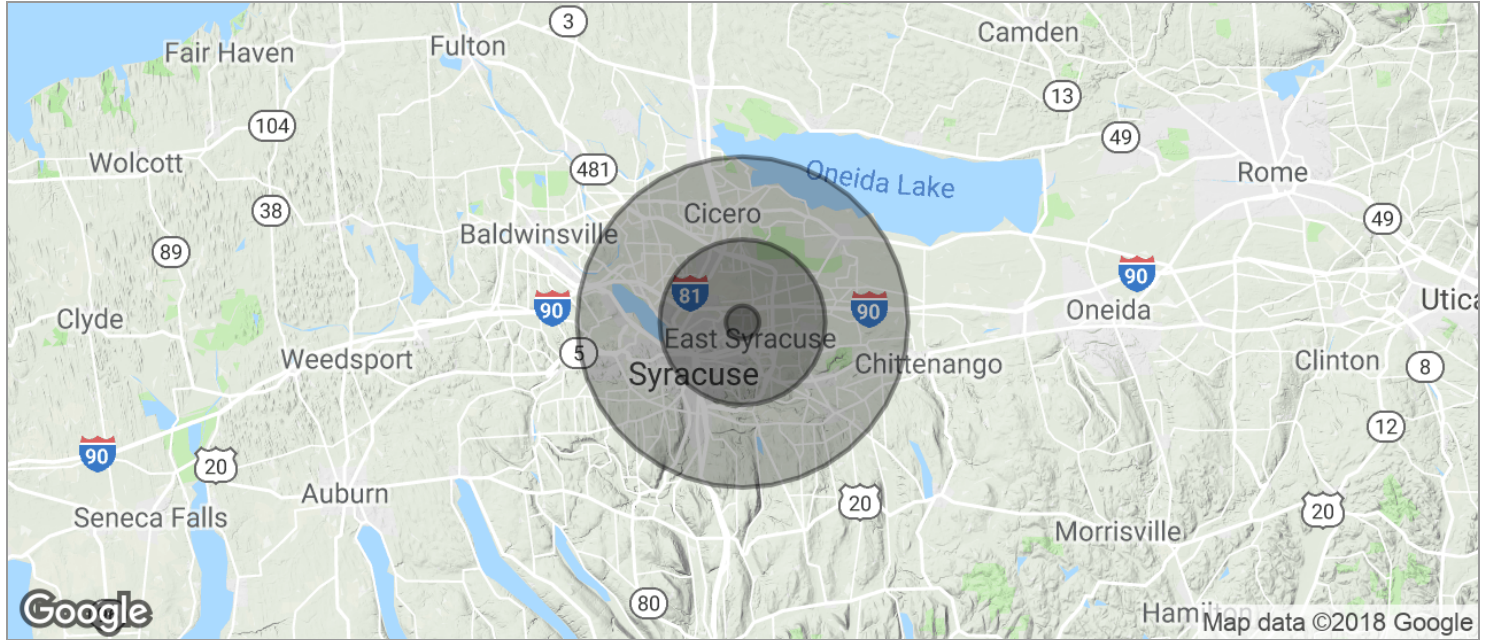 3
Camden
Fulton
Fair Haven
13
104
49
Wolcott
481
Rome
Oneida Lake
38
Cicero
49
Baldwinsville
89
90
81
Utica
90
90
Oneida
Clyde
East Syracuse
5
Weedsport
Chittenango
Clinton
8
Syracuse
12
90
20
Auburn
20
20
Seneca Falls
Morrisville
80
Google
Hamilton
Map data ©2018 Google